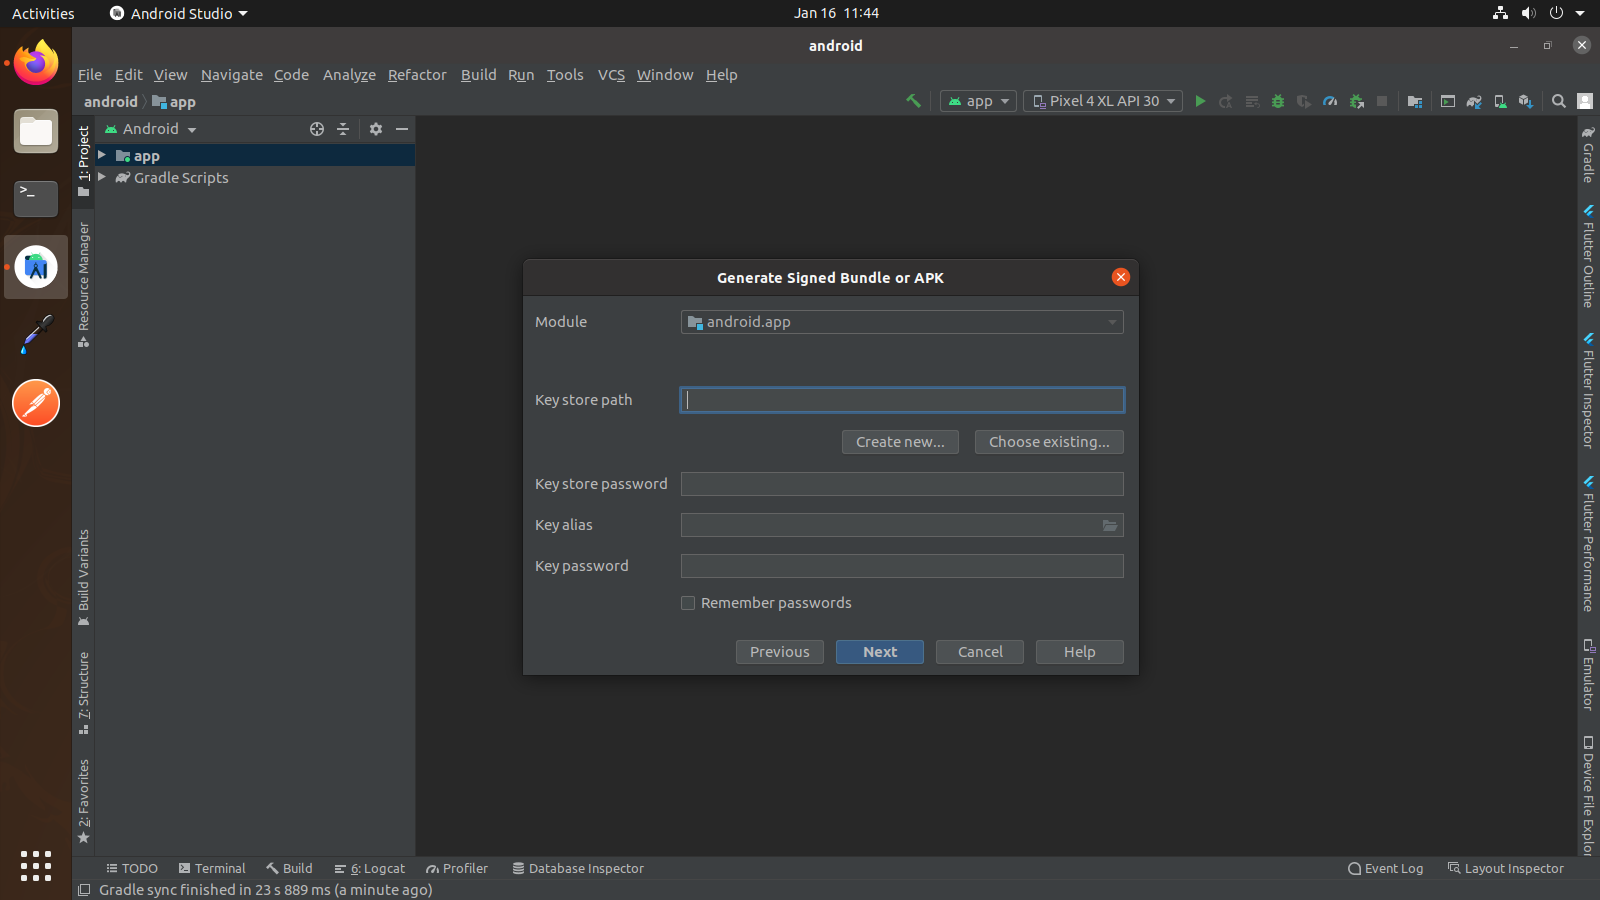 Activities
Android Studio
Jan 16 11:44
android
File Edit View Navigate Code Analyze Refactor Build Run Tools VCS Window Help
android
app
app
Pixel 4 XL API 30
1: Project
Resource Manager
Build Variants
7: Structure
2: Favorites
Android
app
Gradle Scripts
Generate Signed Bundle or APK
Module
android.app
Key store path
Create new...
Choose existing...
Key store password
Key alias
Key password
Remember passwords
Previous
Next
Cancel
Help
Gradle
Flutter Outline
Flutter Inspector
Flutter Performance
Emulator
Device File Explor
TODO
Terminal
Build
6: Logcat
Profiler
Database Inspector
Event Log
Layout Inspector
Gradle sync finished in 23 s 889 ms (a minute ago)